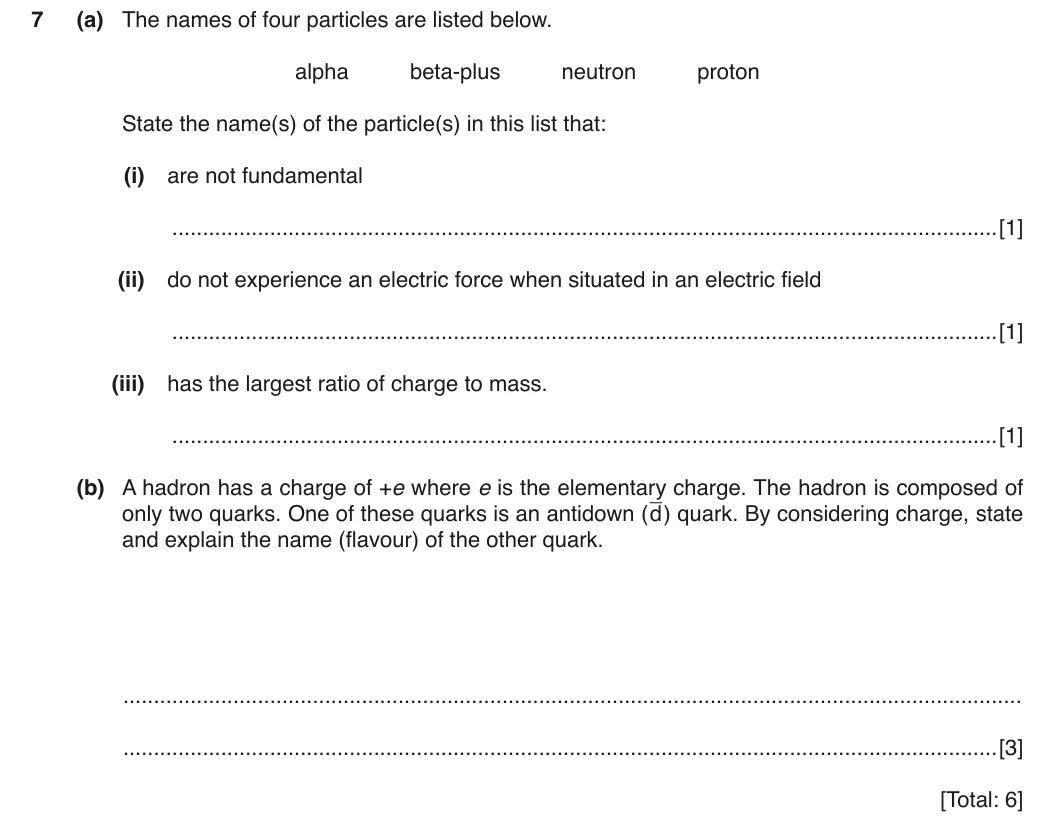 7 (a) The names of four particles are listed below.
alpha beta-plus neutron proton
State the name(s) of the particle(s) in this list that:
(i) are not fundamental
..........................................................................................................................................[1]
(ii) do not experience an electric force when situated in an electric field
..........................................................................................................................................[1]
(iii) has the largest ratio of charge to mass.
..........................................................................................................................................[1]
(b) A hadron has a charge of +e where e is the elementary charge. The hadron is composed of
only two quarks. One of these quarks is an antidown (d̅) quark. By considering charge, state
and explain the name (flavour) of the other quark.
..........................................................................................................................................
..........................................................................................................................................[3]
[Total: 6]